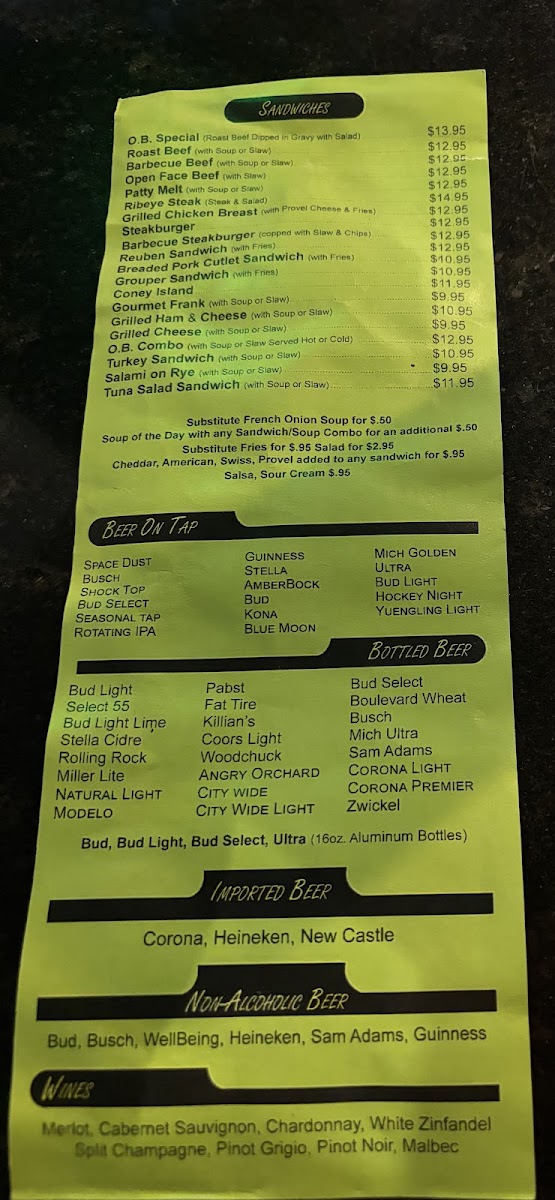 SANDWICHES
O.B. Special (Roast Beef Dipped in Gravy with Salad) $13.95
Roast Beef (with Soup or Slaw) $12.95
Barbecue Beef (with Soup or Slaw) $12.95
Open Face Beef (with Slaw) $12.95
Patty Melt (with Soup or Slaw) $12.95
Ribeye Steak (Steak & Salad) $14.95
Grilled Chicken Breast (with Provel Cheese & Fries) $12.95
Steakburger $12.95
Barbecue Steakburger (copped with Slaw & Chips) $12.95
Reuben Sandwich (with Fries) $12.95
Breaded Pork Cutlet Sandwich (with Fries) $10.95
Grouper Sandwich (with Fries) $10.95
Coney Island $11.95
Gourmet Frank (with Soup or Slaw) $9.95
Grilled Ham & Cheese (with Soup or Slaw) $10.95
Grilled Cheese (with Soup or Slaw) $9.95
O.B. Combo (with Soup or Slaw Served Hot or Cold) $12.95
Turkey Sandwich (with Soup or Slaw) $10.95
Salami on Rye (with Soup or Slaw) $9.95
Tuna Salad Sandwich (with Soup or Slaw) $11.95
Substitute French Onion Soup for $.50
Soup of the Day with any Sandwich/Soup Combo for an additional $.50
Substitute Fries for $.95 Salad for $2.95
Cheddar, American, Swiss, Provel added to any sandwich for $.95
Salsa, Sour Cream $.95
BEER ON TAP
SPACE DUST
BUSCH
SHOCK TOP
BUD SELECT
SEASONAL TAP
ROTATING IPA
GUINNESS
STELLA
AMBERBOCK
BUD
KONA
BLUE MOON
MICH GOLDEN
ULTRA
BUD LIGHT
HOCKEY NIGHT
YUENGLING LIGHT
BOTTLED BEER
Bud Light
Select 55
Bud Light Lime
Stella Cidre
Rolling Rock
Miller Lite
NATURAL LIGHT
MODELO
Pabst
Fat Tire
Killian's
Coors Light
Woodchuck
ANGRY ORCHARD
CITY WIDE
CITY WIDE LIGHT
Bud Select
Boulevard Wheat
Busch
Mich Ultra
Sam Adams
CORONA LIGHT
CORONA PREMIER
Zwickel
Bud, Bud Light, Bud Select, Ultra (16oz. Aluminum Bottles)
IMPORTED BEER
Corona, Heineken, New Castle
NON-ALCOHOLIC BEER
Bud, Busch, WellBeing, Heineken, Sam Adams, Guinness
WINES
Merlot, Cabernet Sauvignon, Chardonnay, White Zinfandel
Split Champagne, Pinot Grigio, Pinot Noir, Malbec